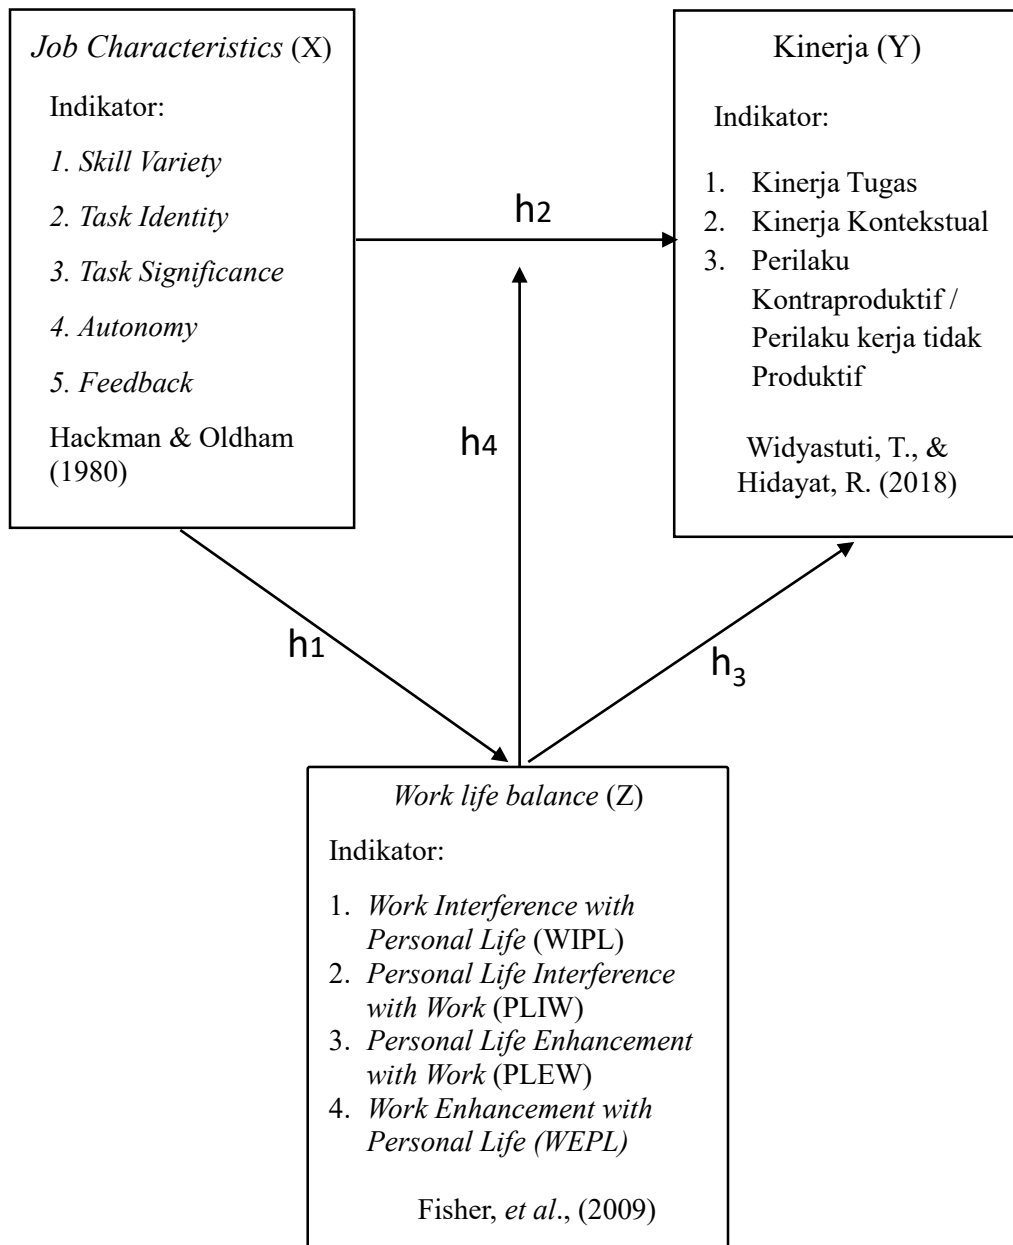 Job Characteristics (X)
Indikator:
1. Skill Variety
2. Task Identity
3. Task Significance
4. Autonomy
5. Feedback
Hackman & Oldham
(1980)
h2
Kinerja (Y)
Indikator:
1. Kinerja Tugas
2. Kinerja Kontekstual
3. Perilaku
Kontraproduktif /
Perilaku kerja tidak
Produktif
Widyastuti, T., &
Hidayat, R. (2018)
h4
h1
h3
Work life balance (Z)
Indikator:
1. Work Interference with
Personal Life (WIPL)
2. Personal Life Interference
with Work (PLIW)
3. Personal Life Enhancement
with Work (PLEW)
4. Work Enhancement with
Personal Life (WEPL)
Fisher, et al., (2009)